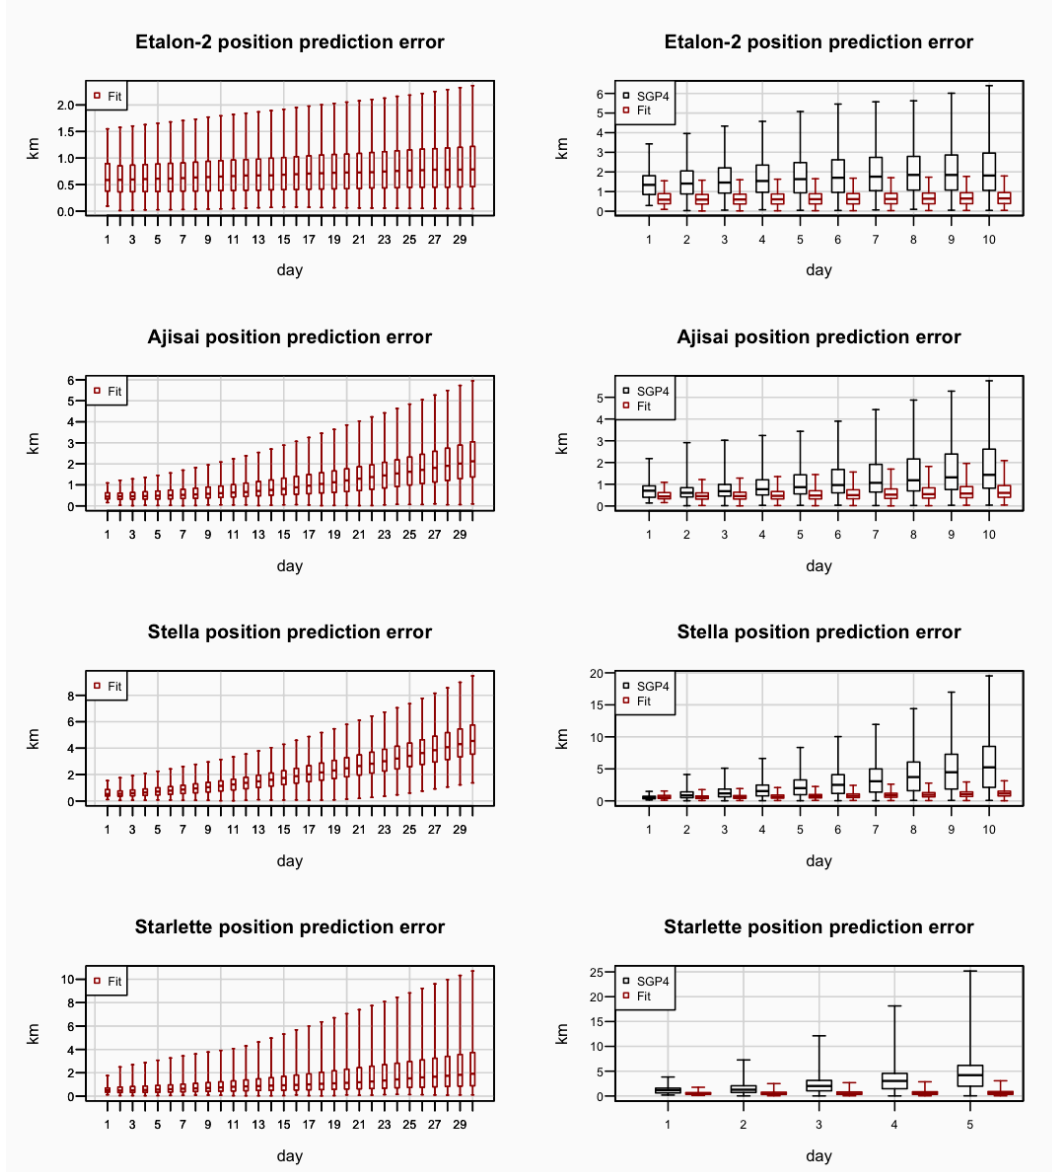 Etalon-2 position prediction error
Fit
2.0
1.5
1.0
0.5
0.0
km
1 3 5 7 9 11 13 15 17 19 21 23 25 27 29
day
Etalon-2 position prediction error
SGP4
Fit
6
5
4
3
2
1
0
km
1 2 3 4 5 6 7 8 9 10
day
Ajisai position prediction error
Fit
6
5
4
3
2
1
0
km
1 3 5 7 9 11 13 15 17 19 21 23 25 27 29
day
Ajisai position prediction error
SGP4
Fit
5
4
3
2
1
0
km
1 2 3 4 5 6 7 8 9 10
day
Stella position prediction error
Fit
8
6
4
2
0
km
1 3 5 7 9 11 13 15 17 19 21 23 25 27 29
day
Stella position prediction error
SGP4
Fit
20
15
10
5
0
km
1 2 3 4 5 6 7 8 9 10
day
Starlette position prediction error
Fit
10
8
6
4
2
0
km
1 3 5 7 9 11 13 15 17 19 21 23 25 27 29
day
Starlette position prediction error
SGP4
Fit
25
20
15
10
5
0
km
1 2 3 4 5
day